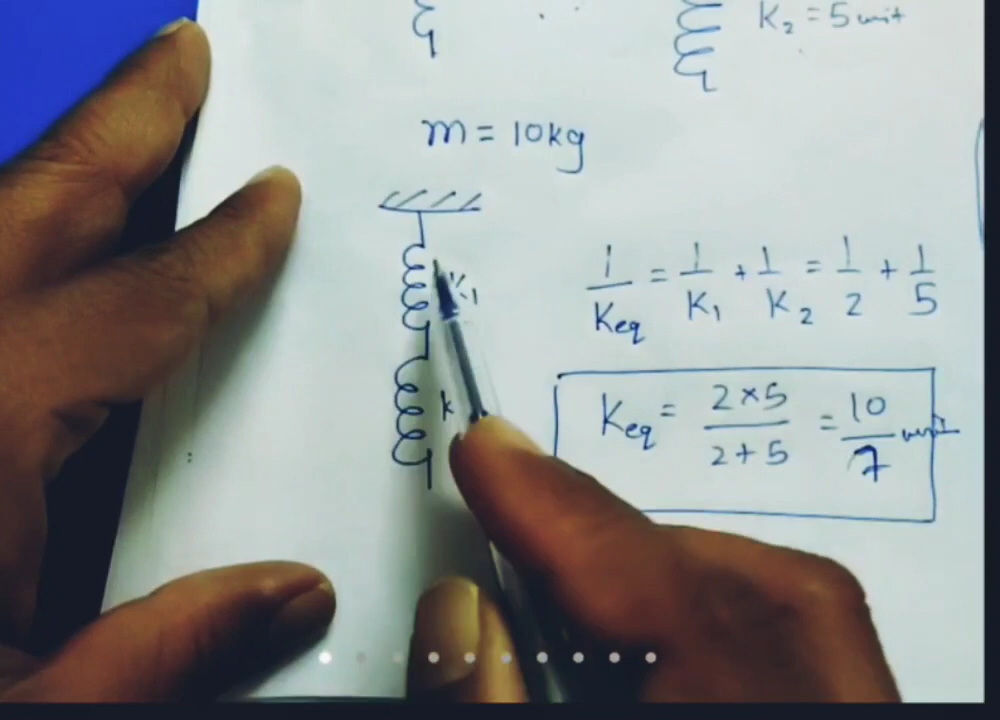 K₂ = 5 unit
m = 10kg
K₁
K
1/Keq = 1/K₁ + 1/K₂ = 1/2 + 1/5
Keq = 2×5/2+5 = 10/7 unit